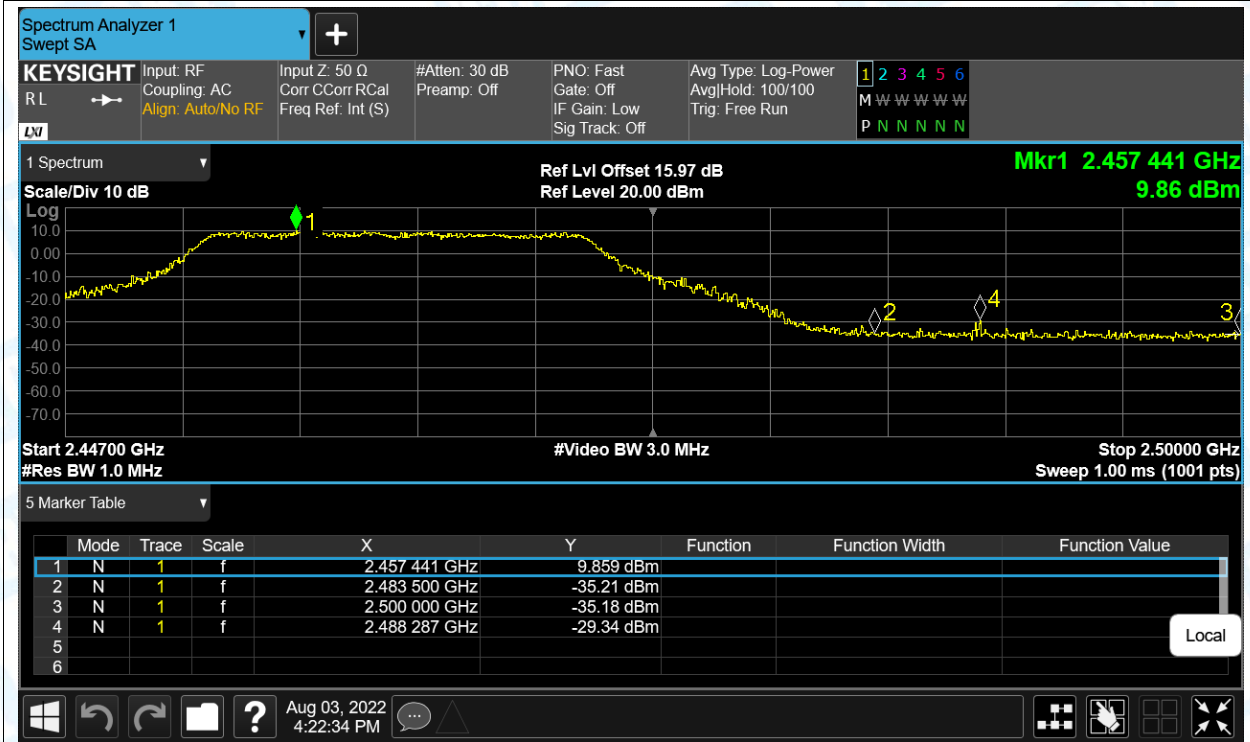 Spectrum Analyzer 1
Swept SA
+
KEYSIGHT
R L
LXI
Input: RF
Coupling: AC
Align: Auto/No RF
Input Z: 50 Ω
Corr CCorr RCal
Freq Ref: Int (S)
#Atten: 30 dB
Preamp: Off
PNO: Fast
Gate: Off
IF Gain: Low
Sig Track: Off
Avg Type: Log-Power
Avg|Hold: 100/100
Trig: Free Run
1 2 3 4 5 6
M W W W W W W
P N N N N N N
1 Spectrum
Scale/Div 10 dB
Ref Lvl Offset 15.97 dB
Ref Level 20.00 dBm
Mkr1 2.457 441 GHz
9.86 dBm
Log
10.0
0.00
-10.0
-20.0
-30.0
-40.0
-50.0
-60.0
-70.0
1
2
4
3
Start 2.44700 GHz
#Video BW 3.0 MHz
Stop 2.50000 GHz
#Res BW 1.0 MHz
Sweep 1.00 ms (1001 pts)
5 Marker Table
Mode Trace Scale X Y Function Function Width Function Value
1 N 1 f 2.457 441 GHz 9.859 dBm
2 N 1 f 2.483 500 GHz -35.21 dBm
3 N 1 f 2.500 000 GHz -35.18 dBm
4 N 1 f 2.488 287 GHz -29.34 dBm
5
6
Local
?
Aug 03, 2022
4:22:34 PM